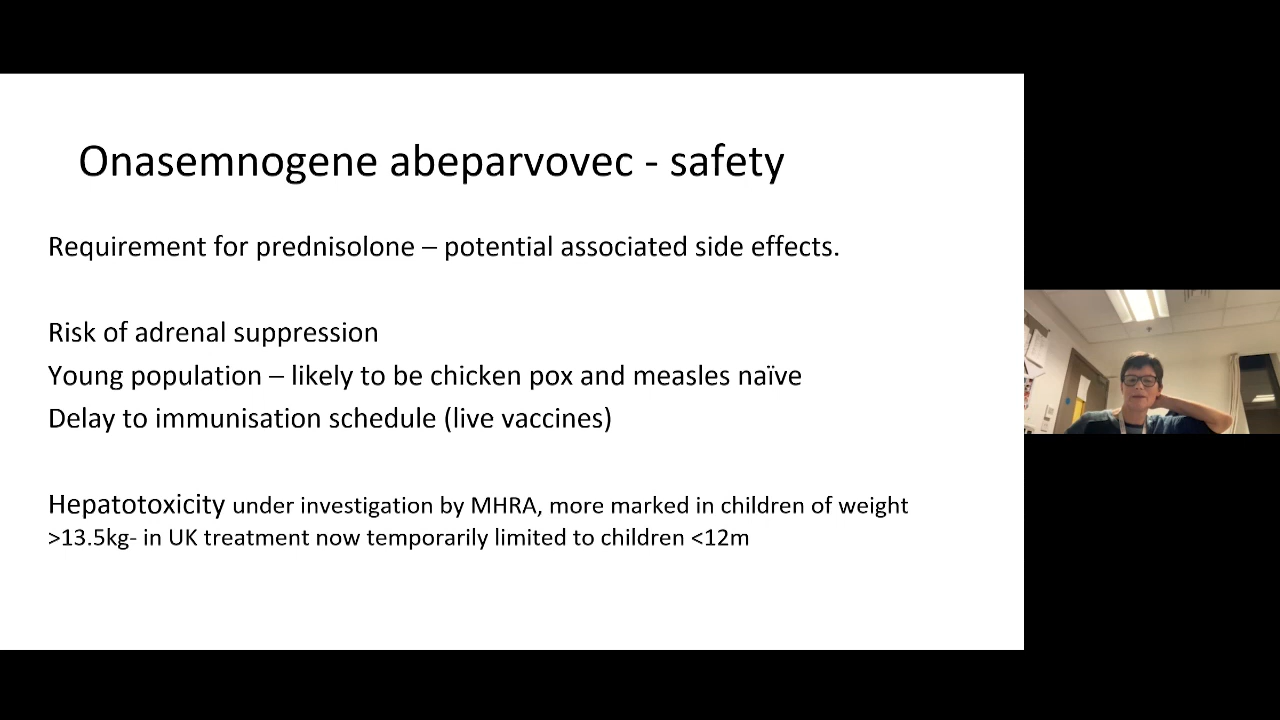 Onasemnogene abeparvovec - safety
Requirement for prednisolone – potential associated side effects.
Risk of adrenal suppression
Young population – likely to be chicken pox and measles naïve
Delay to immunisation schedule (live vaccines)
Hepatotoxicity under investigation by MHRA, more marked in children of weight
>13.5kg- in UK treatment now temporarily limited to children <12m